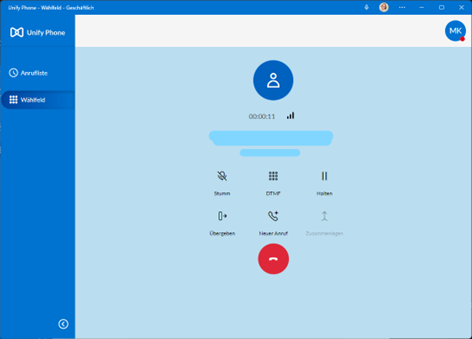 Unify Phone - Wählfeld - Geschäftlich
Unify Phone
MK
Anrufliste
Wählfeld
00:00:11
Stumm
DTMF
Halten
Übergeben
Neuer Anruf
Zusammenlegen